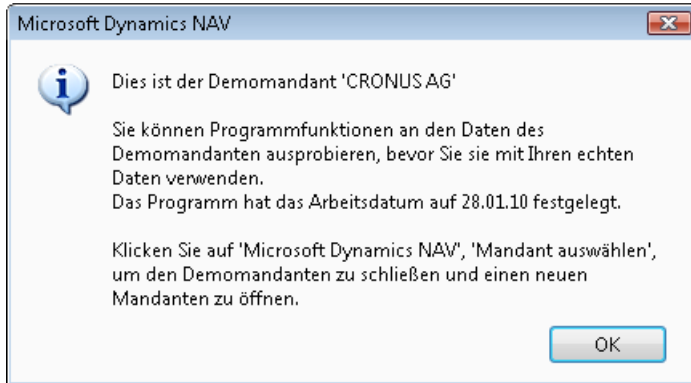 Microsoft Dynamics NAV
Dies ist der Demomandant 'CRONUS AG'
Sie können Programmfunktionen an den Daten des
Demomandanten ausprobieren, bevor Sie sie mit Ihren echten
Daten verwenden.
Das Programm hat das Arbeitsdatum auf 28.01.10 festgelegt.
Klicken Sie auf 'Microsoft Dynamics NAV', 'Mandant auswählen',
um den Demomandanten zu schließen und einen neuen
Mandanten zu öffnen.
OK